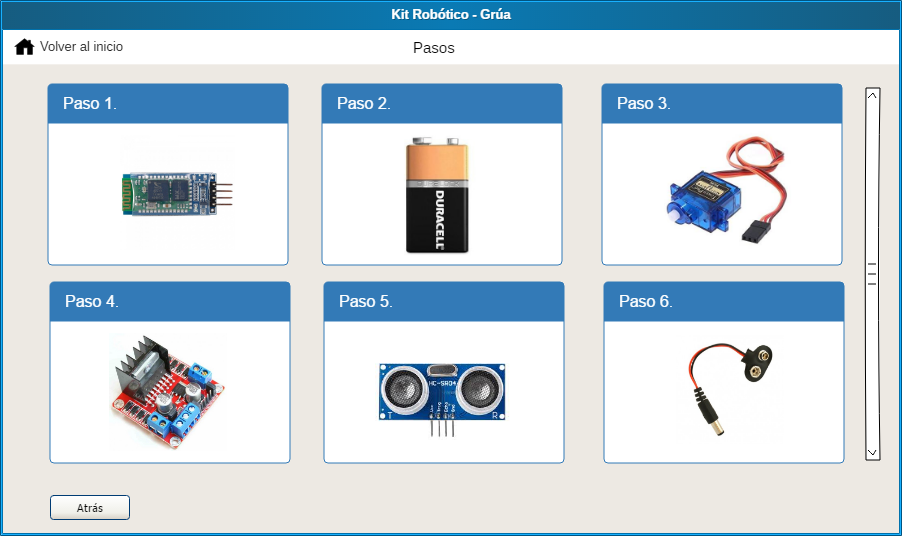 Kit Robótico - Grúa
Volver al inicio
Pasos
Paso 1.
Paso 2.
Paso 3.
DURACELL
Paso 4.
Paso 5.
Paso 6.
HC-SR04
T
R
Atrás